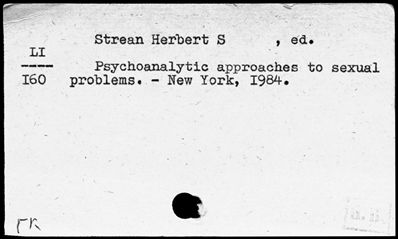 Strean Herbert S , ed.
LI
----
I60
Psychoanalytic approaches to sexual
problems. - New York, I984.
ГК